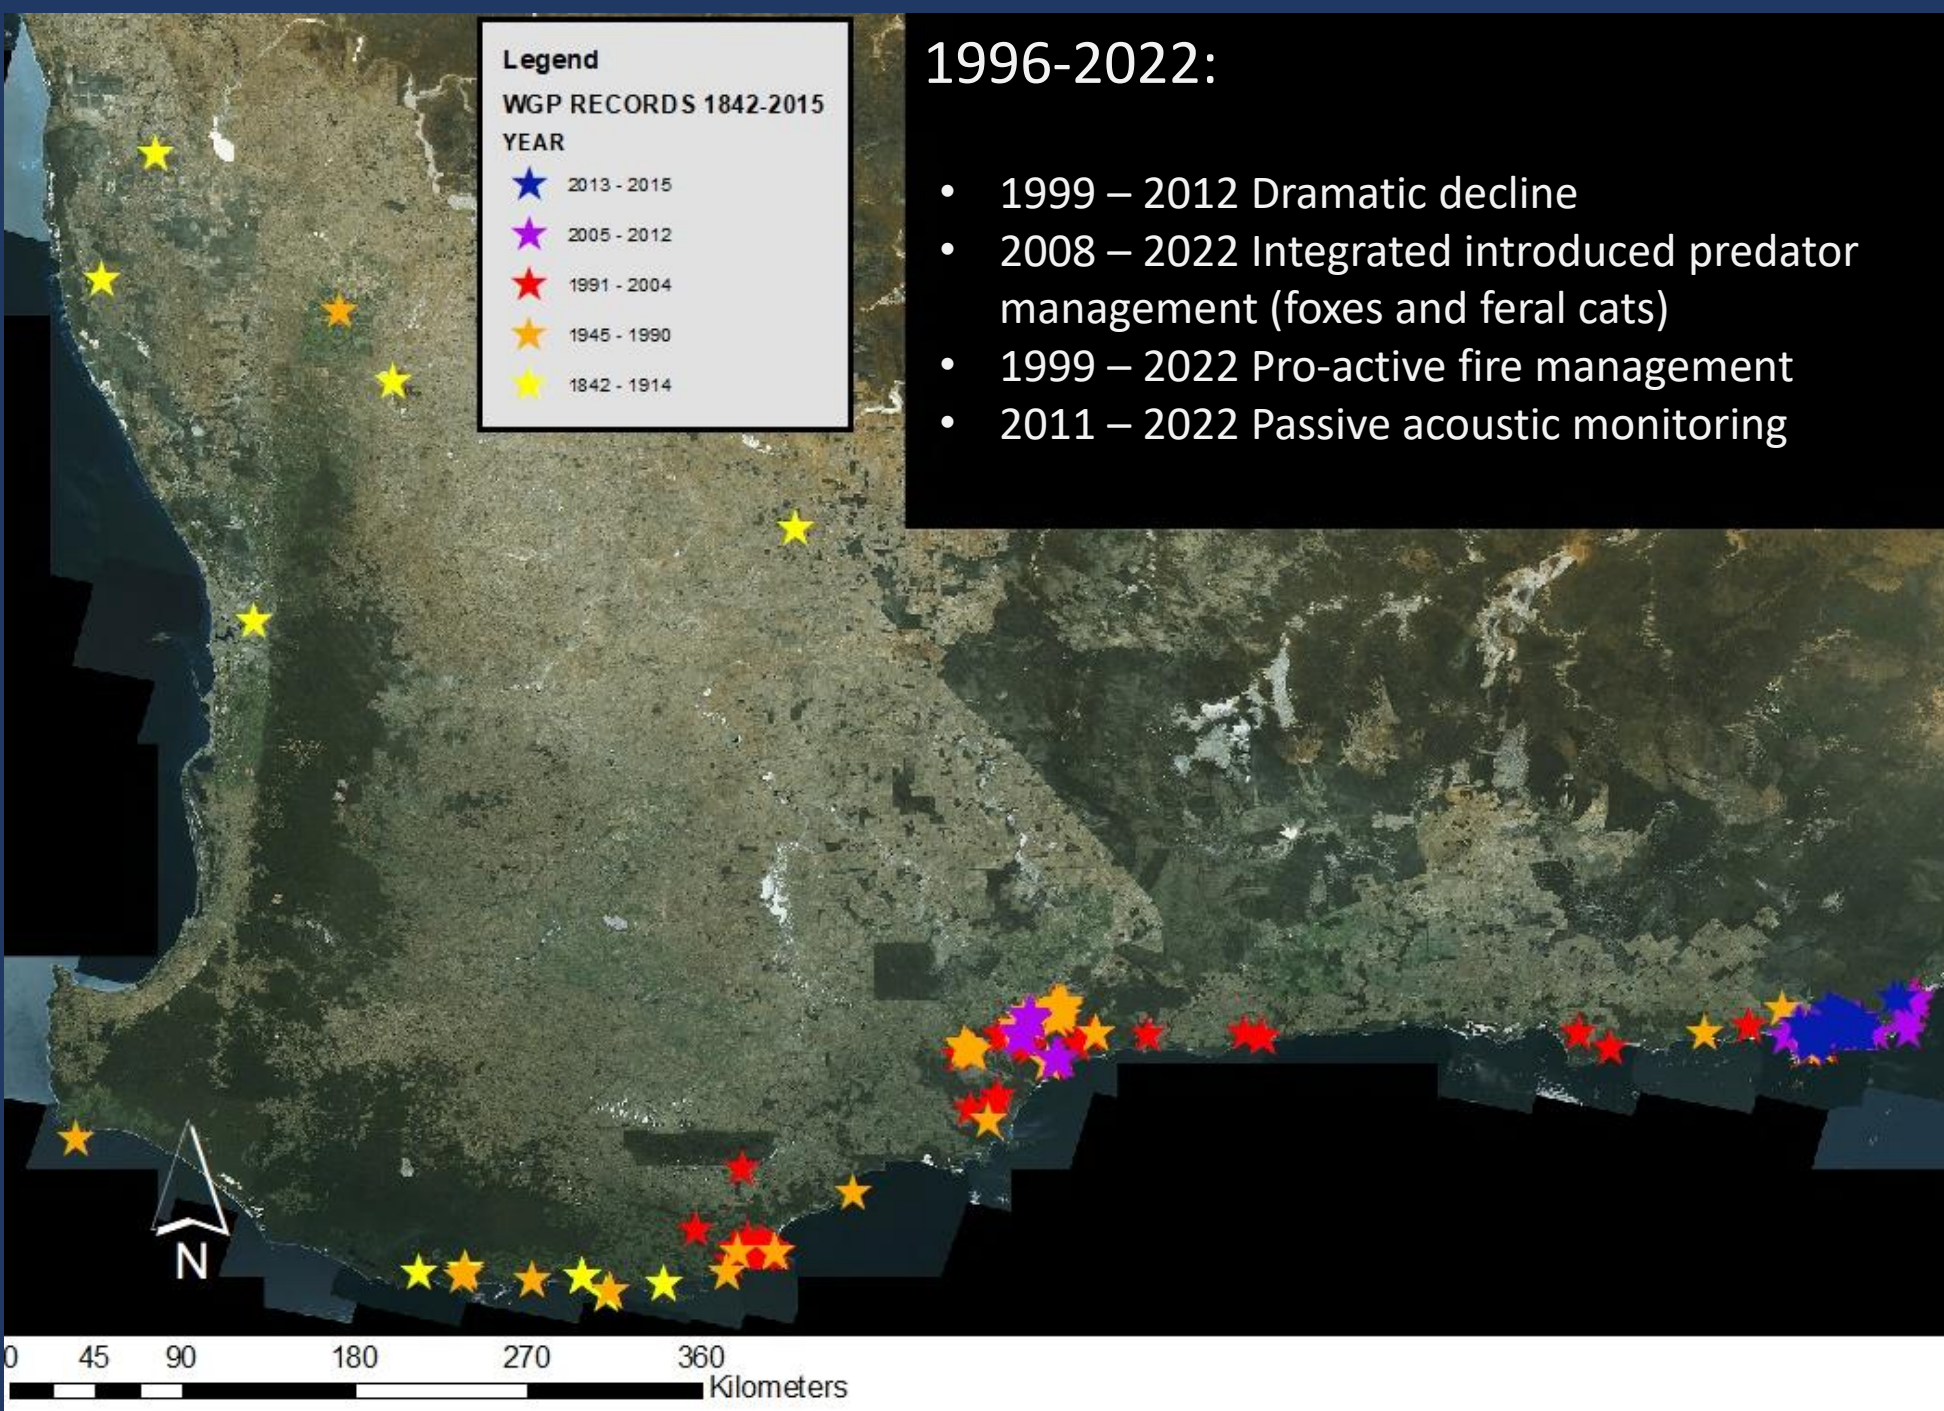 Legend
WGP RECORDS 1842-2015
YEAR
2013 - 2015
2005 - 2012
1991 - 2004
1945 - 1990
1842 - 1914
1996-2022:
• 1999 – 2012 Dramatic decline
• 2008 – 2022 Integrated introduced predator
management (foxes and feral cats)
• 1999 – 2022 Pro-active fire management
• 2011 – 2022 Passive acoustic monitoring
N
0 45 90 180 270 360
Kilometers